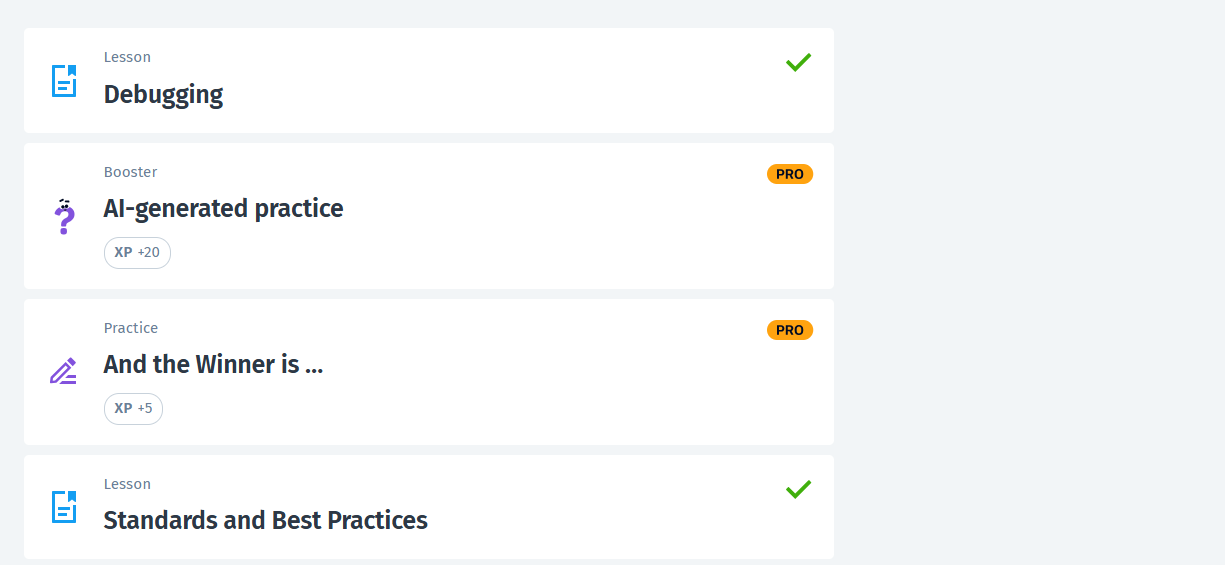 Lesson
Debugging
Booster
PRO
AI-generated practice
XP +20
Practice
PRO
And the Winner is ...
XP +5
Lesson
Standards and Best Practices